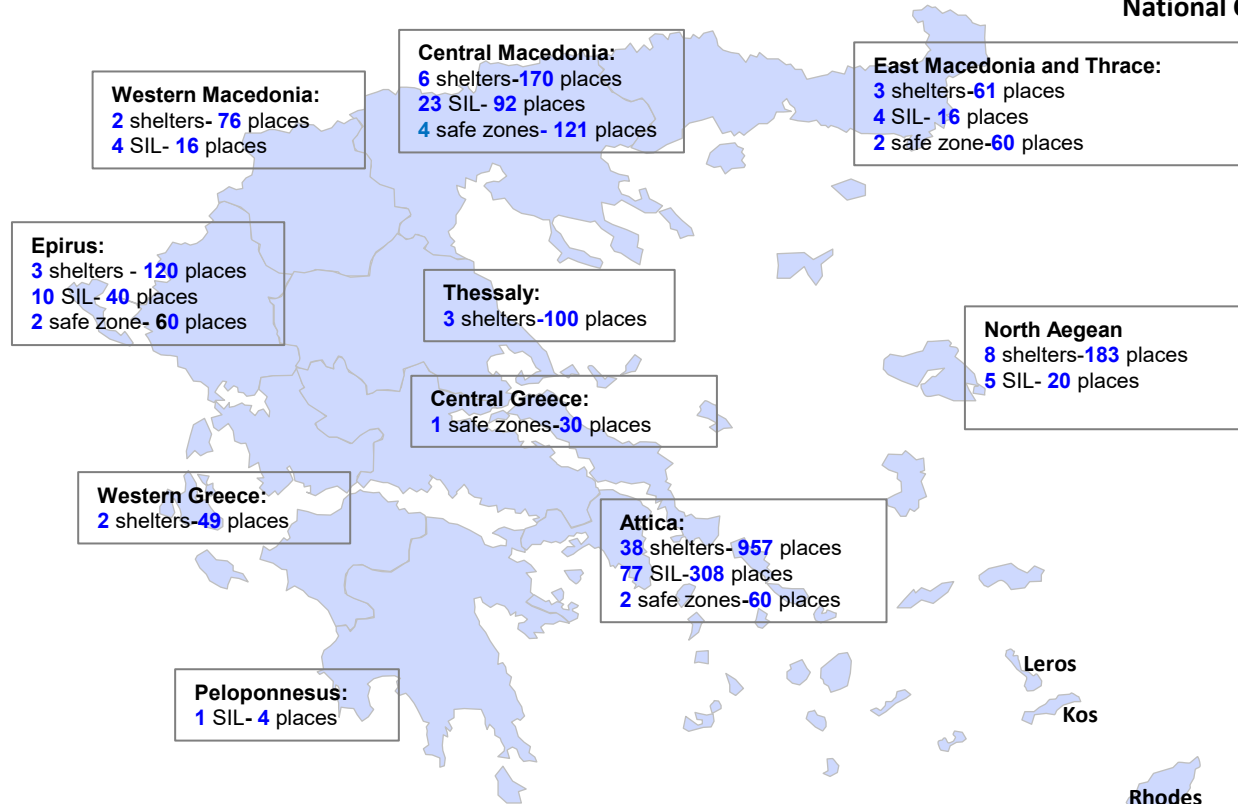 National
Central Macedonia:
6 shelters-170 places
23 SIL- 92 places
4 safe zones- 121 places
East Macedonia and Thrace:
3 shelters-61 places
4 SIL- 16 places
2 safe zone-60 places
Western Macedonia:
2 shelters- 76 places
4 SIL- 16 places
Epirus:
3 shelters - 120 places
10 SIL- 40 places
2 safe zone- 60 places
Thessaly:
3 shelters-100 places
North Aegean
8 shelters-183 places
5 SIL- 20 places
Central Greece:
1 safe zones-30 places
Western Greece:
2 shelters-49 places
Attica:
38 shelters- 957 places
77 SIL-308 places
2 safe zones-60 places
Leros
Kos
Peloponnesus:
1 SIL- 4 places
Rhodes